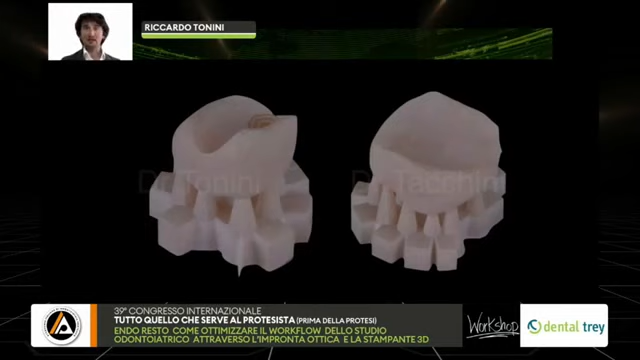 RICCARDO TONINI
Dr Tonini
Dr Tacchini
39° CONGRESSO INTERNAZIONALE
TUTTO QUELLO CHE SERVE AL PROTESISTA (PRIMA DELLA PROTESI)
ENDO RESTO COME OTTIMIZZARE IL WORKFLOW DELLO STUDIO
ODONTOIATRICO ATTRAVERSO L'IMPRONTA OTTICA E LA STAMPANTE 3D
Workshop
dental trey